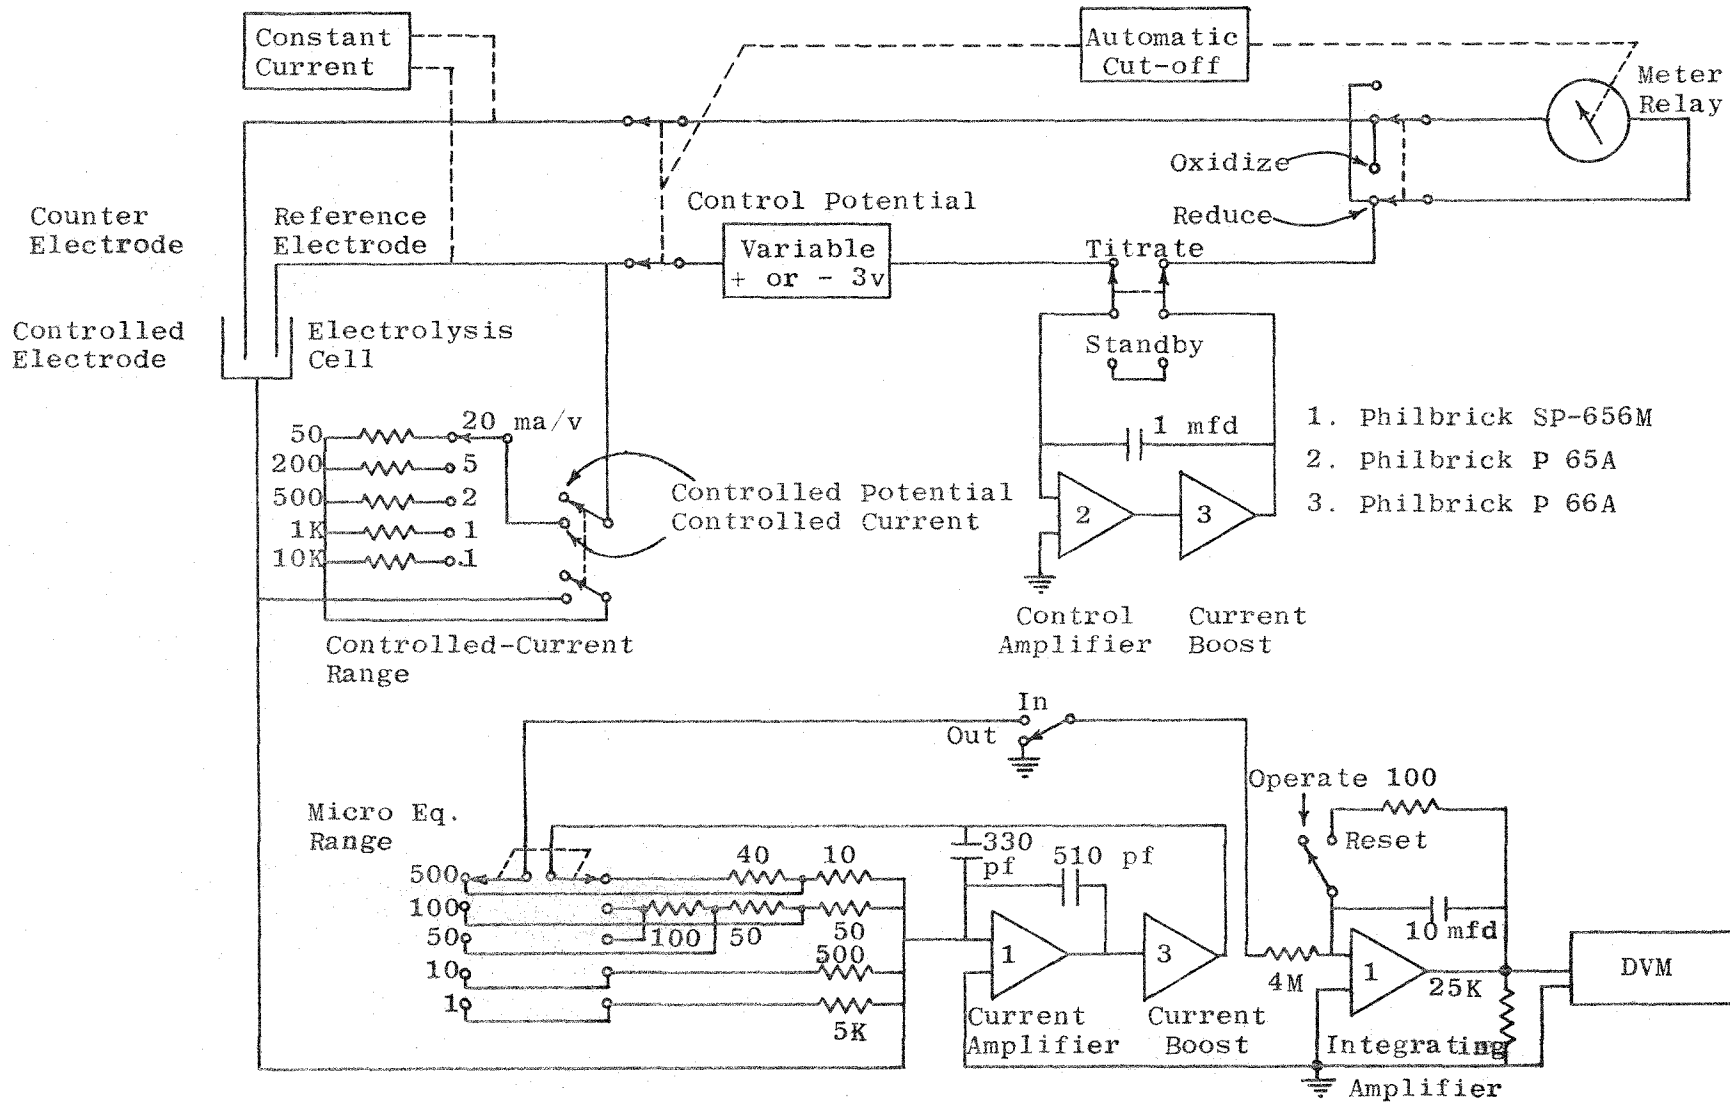 Constant
Current
Automatic
Cut-off
Meter
Relay
Oxidize
Control Potential
Counter
Electrode
Reference
Electrode
Reduce
Variable
+ or - 3v
Titrate
Controlled
Electrode
Electrolysis
Cell
Standby
20 ma/v
50
200
5
500
2
1K
1
10K
.1
1 mfd
1. Philbrick SP-656M
2. Philbrick P 65A
3. Philbrick P 66A
Controlled Potential
Controlled Current
2
3
Control
Amplifier
Current
Boost
Controlled-Current
Range
In
Out
Operate
100
Reset
Micro Eq.
Range
330
pf
510 pf
40
10
500
100
50
10
1
100
50
50
500
5K
10 mfd
1
3
4M
1
25K
DVM
Current
Amplifier
Current
Boost
Integrating
Amplifier